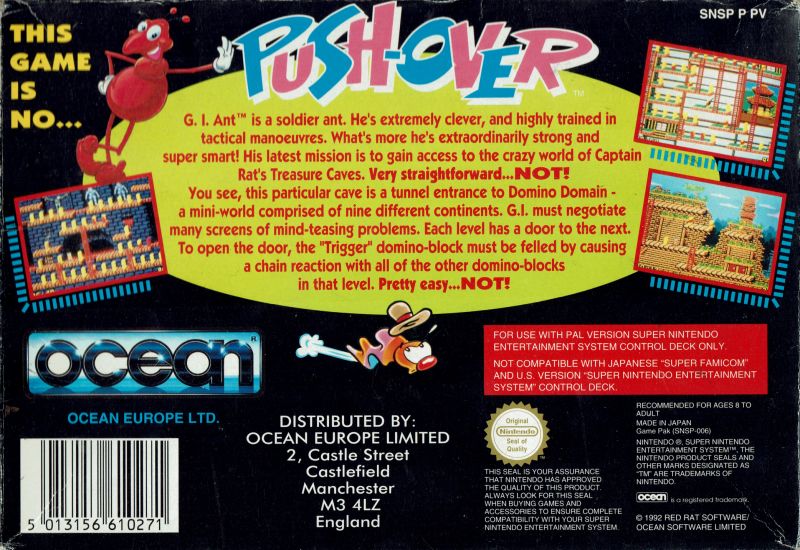 SNSP P PV
THIS
GAME
IS
NO...
PUSH-OVER
TM
G. I. Ant™ is a soldier ant. He's extremely clever, and highly trained in
tactical manoeuvres. What's more he's extraordinarily strong and
super smart! His latest mission is to gain access to the crazy world of Captain
Rat's Treasure Caves. Very straightforward...NOT!
You see, this particular cave is a tunnel entrance to Domino Domain -
a mini-world comprised of nine different continents. G.I. must negotiate
many screens of mind-teasing problems. Each level has a door to the next.
To open the door, the "Trigger" domino-block must be felled by causing
a chain reaction with all of the other domino-blocks
in that level. Pretty easy...NOT!
ocean®
OCEAN EUROPE LTD.
5 013156 610271
DISTRIBUTED BY:
OCEAN EUROPE LIMITED
2, Castle Street
Castlefield
Manchester
M3 4LZ
England
FOR USE WITH PAL VERSION SUPER NINTENDO
ENTERTAINMENT SYSTEM CONTROL DECK ONLY.
NOT COMPATIBLE WITH JAPANESE "SUPER FAMICOM"
AND U.S. VERSION "SUPER NINTENDO ENTERTAINMENT
SYSTEM" CONTROL DECK.
Original
Nintendo
Seal of
Quality
THIS SEAL IS YOUR ASSURANCE
THAT NINTENDO HAS APPROVED
THE QUALITY OF THIS PRODUCT.
ALWAYS LOOK FOR THIS SEAL
WHEN BUYING GAMES AND
ACCESSORIES TO ENSURE COMPLETE
COMPATIBILITY WITH YOUR SUPER
NINTENDO ENTERTAINMENT SYSTEM.
RECOMMENDED FOR AGES 8 TO
ADULT
MADE IN JAPAN
Game Pak (SNSP-006)
NINTENDO ®, SUPER NINTENDO
ENTERTAINMENT SYSTEM™, THE
NINTENDO PRODUCT SEALS AND
OTHER MARKS DESIGNATED AS
"TM" ARE TRADEMARKS OF
NINTENDO.
ocean is a registered trademark.
© 1992 RED RAT SOFTWARE/
OCEAN SOFTWARE LIMITED